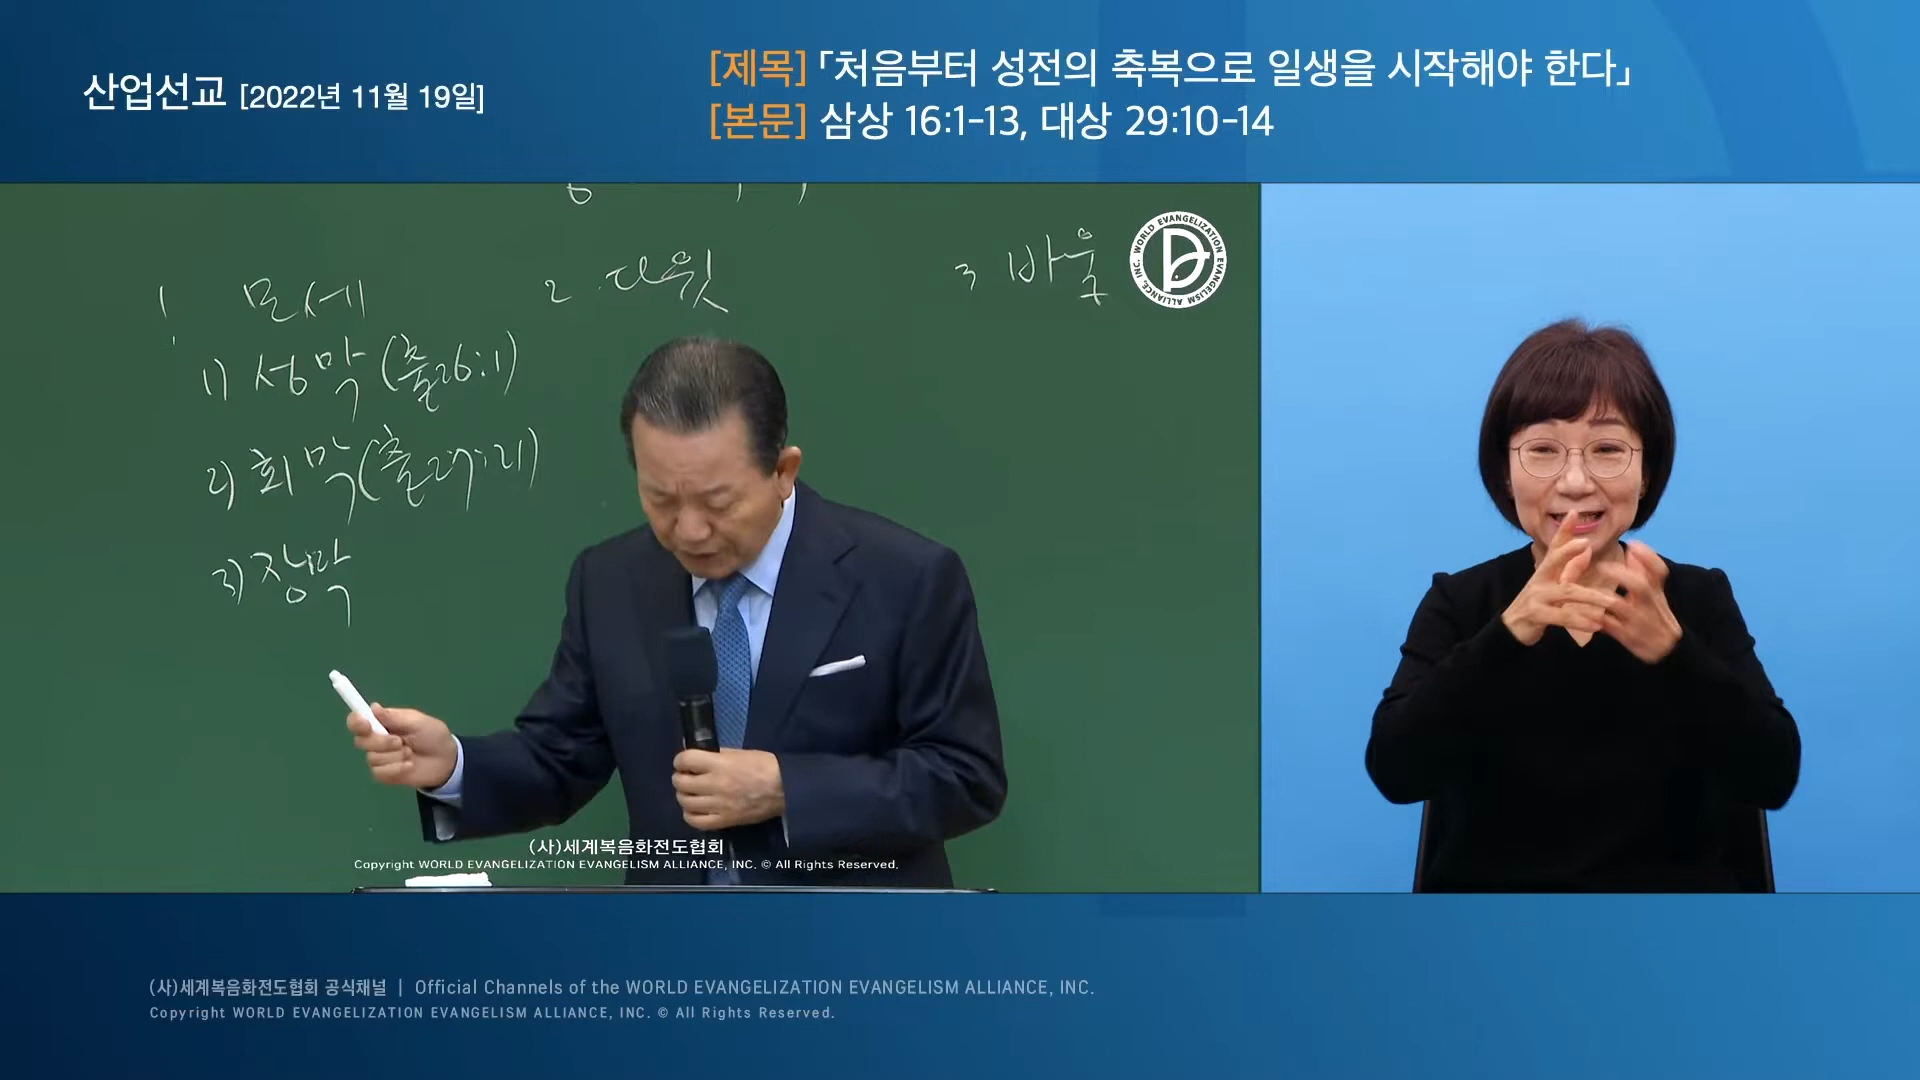 산업선교 [2022년 11월 19일]
[제목] 「처음부터 성전의 축복으로 일생을 시작해야 한다」
[본문] 삼상 16:1-13, 대상 29:10-14
1 모세
2. 다윗
3 바울
1) 성막 (출26:1)
2) 회막 (출27:21)
3) 장막
WORLD EVANGELIZATION EVANGELISM ALLIANCE, INC.
(사)세계복음화전도협회
Copyright WORLD EVANGELIZATION EVANGELISM ALLIANCE, INC. © All Rights Reserved.
(사)세계복음화전도협회 공식채널 | Official Channels of the WORLD EVANGELIZATION EVANGELISM ALLIANCE, INC.
Copyright WORLD EVANGELIZATION EVANGELISM ALLIANCE, INC. © All Rights Reserved.